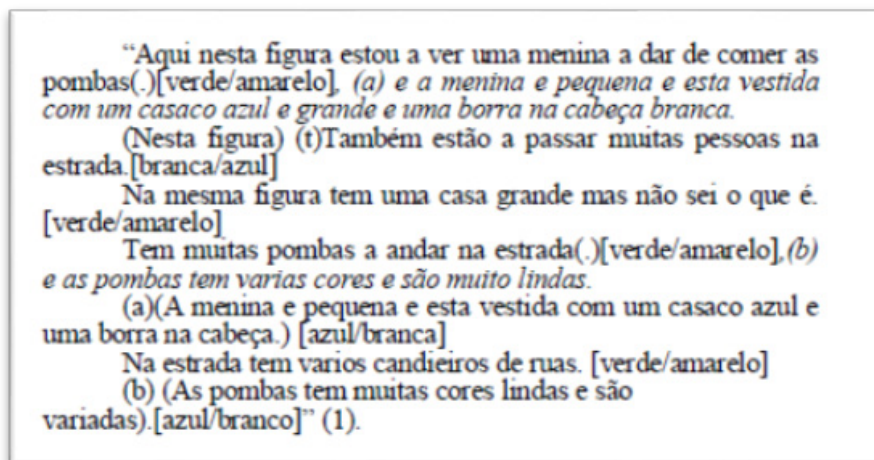 “Aqui nesta figura estou a ver uma menina a dar de comer as
pombas(.)[verde/amarelo], (a) e a menina e pequena e esta vestida
com um casaco azul e grande e uma borra na cabeça branca.
(Nesta figura) (t)Também estão a passar muitas pessoas na
estrada.[branca/azul]
Na mesma figura tem uma casa grande mas não sei o que é.
[verde/amarelo]
Tem muitas pombas a andar na estrada(.)[verde/amarelo],(b)
e as pombas tem varias cores e são muito lindas.
(a)(A menina e pequena e esta vestida com um casaco azul e
uma borra na cabeça.) [azul/branca]
Na estrada tem varios candieiros de ruas. [verde/amarelo]
(b) (As pombas tem muitas cores lindas e são
variadas).[azul/branco]” (1).